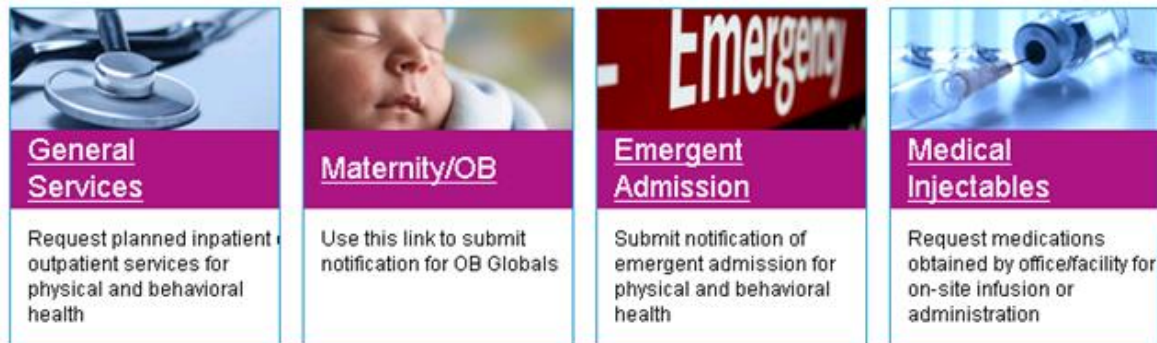 Emergency
General
Services
Request planned inpatient
outpatient services for
physical and behavioral
health
Maternity/OB
Use this link to submit
notification for OB Globals
Emergent
Admission
Submit notification of
emergent admission for
physical and behavioral
health
Medical
Injectables
Request medications
obtained by office/facility for
on-site infusion or
administration